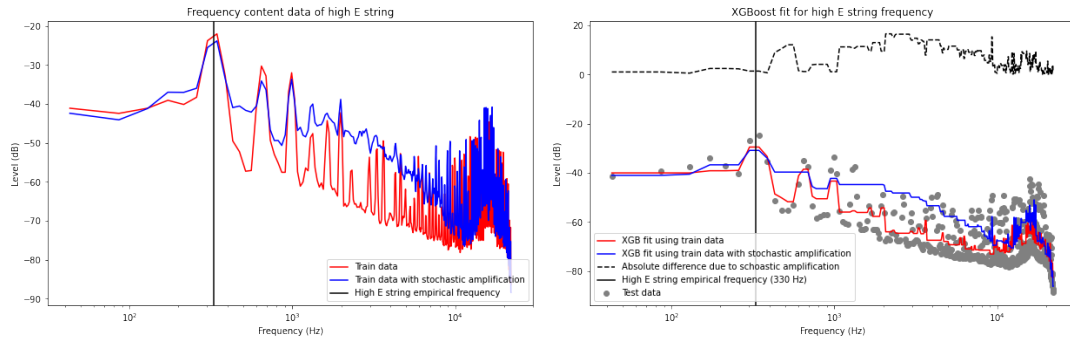 Frequency content data of high E string
−20
−30
−40
−50
−60
−70
−80
−90
Level (dB)
10²
10³
10⁴
Frequency (Hz)
Train data
Train data with stochastic amplification
High E string empirical frequency
XGBoost fit for high E string frequency
20
0
−20
−40
−60
−80
Level (dB)
10²
10³
10⁴
Frequency (Hz)
XGB fit using train data
XGB fit using train data with stochastic amplification
Absolute difference due to schoastic amplification
High E string empirical frequency (330 Hz)
Test data